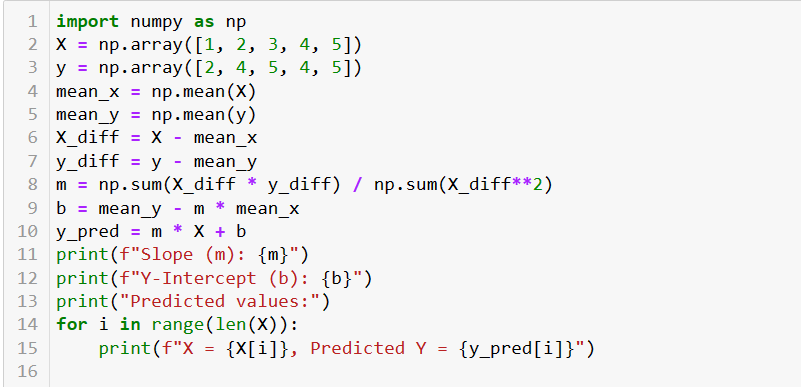 1 import numpy as np
2 X = np.array([1, 2, 3, 4, 5])
3 y = np.array([2, 4, 5, 4, 5])
4 mean_x = np.mean(X)
5 mean_y = np.mean(y)
6 X_diff = X - mean_x
7 y_diff = y - mean_y
8 m = np.sum(X_diff * y_diff) / np.sum(X_diff**2)
9 b = mean_y - m * mean_x
10 y_pred = m * X + b
11 print(f"Slope (m): {m}")
12 print(f"Y-Intercept (b): {b}")
13 print("Predicted values:")
14 for i in range(len(X)):
15     print(f"X = {X[i]}, Predicted Y = {y_pred[i]}")
16